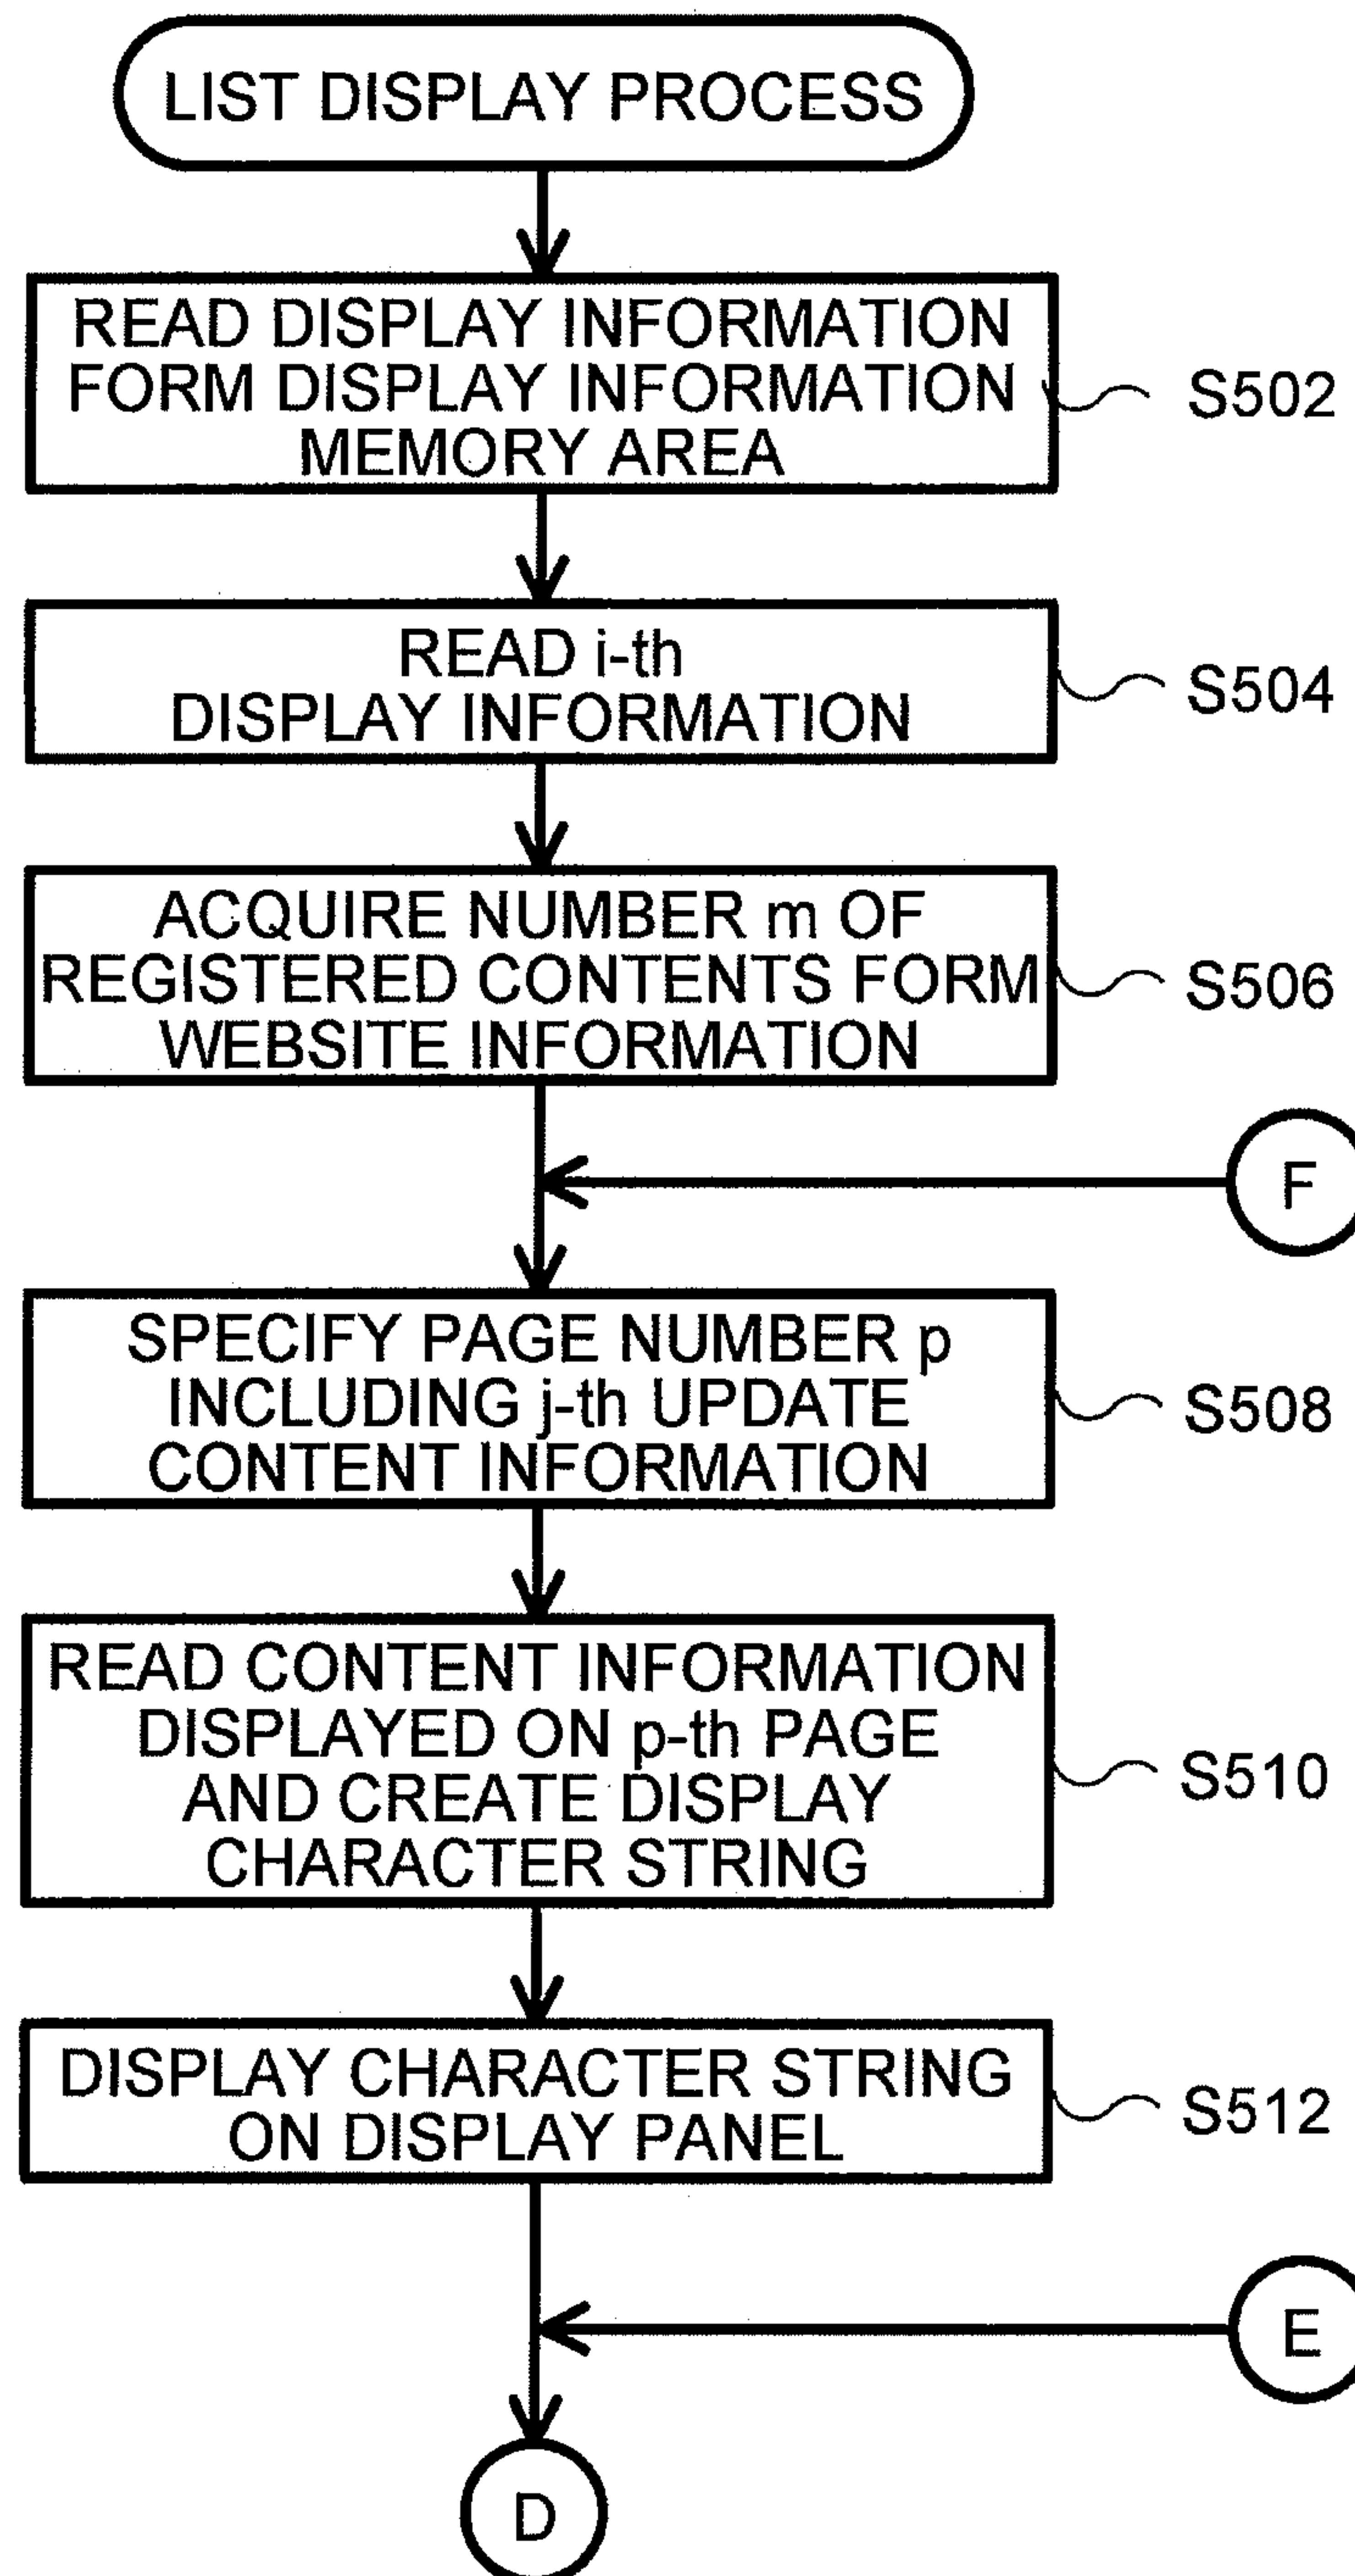 LIST DISPLAY PROCESS
READ DISPLAY INFORMATION
FORM DISPLAY INFORMATION
MEMORY AREA
S502
READ i-th
DISPLAY INFORMATION
S504
ACQUIRE NUMBER m OF
REGISTERED CONTENTS FORM
WEBSITE INFORMATION
S506
F
SPECIFY PAGE NUMBER p
INCLUDING j-th UPDATE
CONTENT INFORMATION
S508
READ CONTENT INFORMATION
DISPLAYED ON p-th PAGE
AND CREATE DISPLAY
CHARACTER STRING
S510
DISPLAY CHARACTER STRING
ON DISPLAY PANEL
S512
E
D